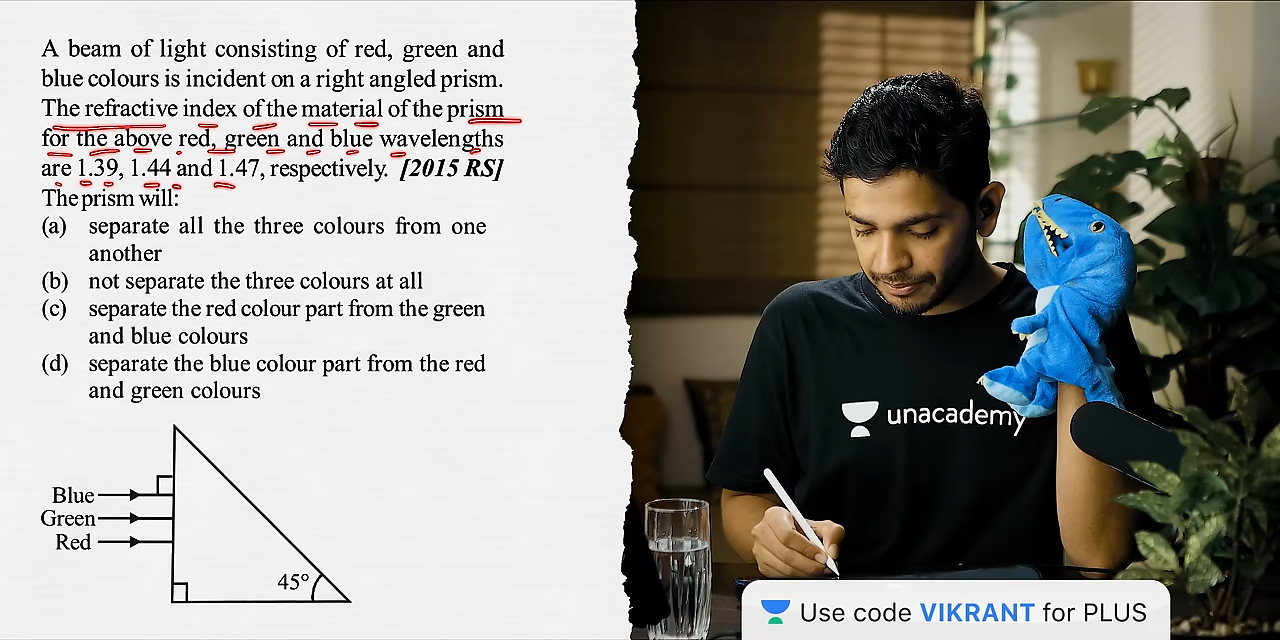 A beam of light consisting of red, green and
blue colours is incident on a right angled prism.
The refractive index of the material of the prism
for the above red, green and blue wavelengths
are 1.39, 1.44 and 1.47, respectively. [2015 RS]
The prism will:
(a) separate all the three colours from one
another
(b) not separate the three colours at all
(c) separate the red colour part from the green
and blue colours
(d) separate the blue colour part from the red
and green colours
Blue
Green
Red
45°
unacademy
Use code VIKRANT for PLUS